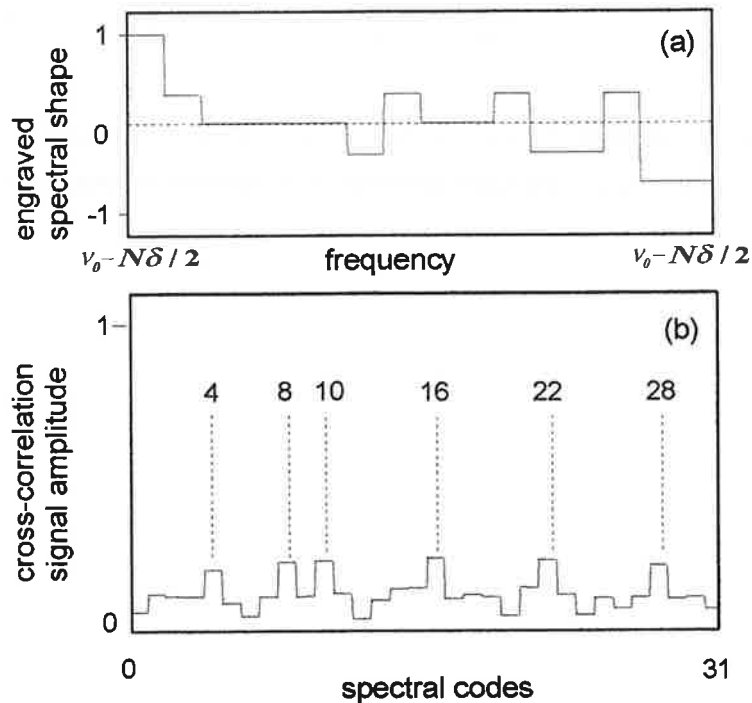 (a)
1
0
-1
engraved
spectral shape
ν₀–Nδ/2
frequency
ν₀–Nδ/2
(b)
1
4 8 10 16 22 28
cross-correlation
signal amplitude
0
0
31
spectral codes